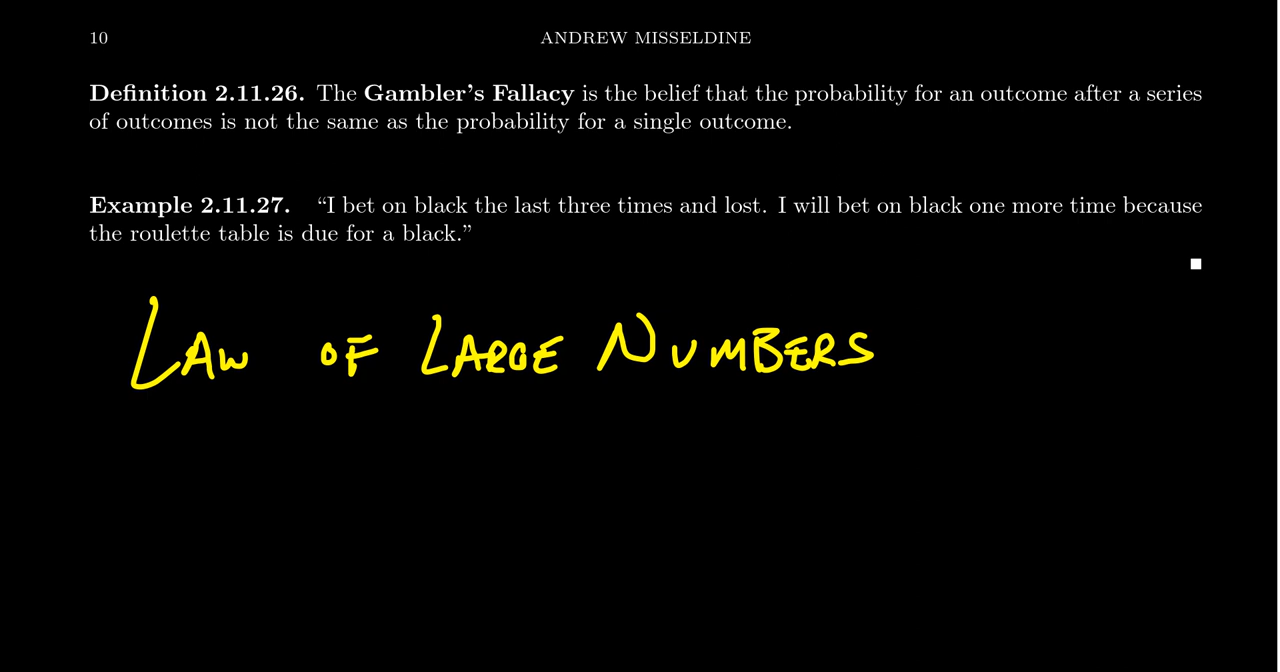 10 ANDREW MISSELDINE
Definition 2.11.26. The Gambler's Fallacy is the belief that the probability for an outcome after a series
of outcomes is not the same as the probability for a single outcome.
Example 2.11.27. “I bet on black the last three times and lost. I will bet on black one more time because
the roulette table is due for a black.”
LAW OF LARGE NUMBERS